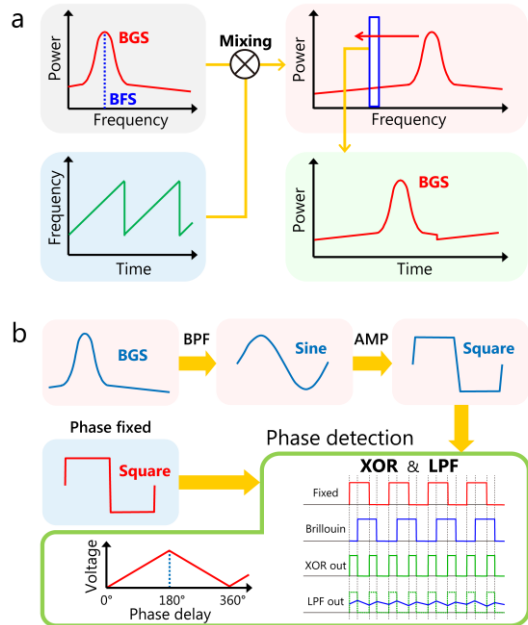 a
Power
BGS
BFS
Frequency
Mixing
Power
Frequency
Frequency
Time
Power
BGS
Time
b
BGS
BPF
Sine
AMP
Square
Phase fixed
Square
Phase detection
XOR & LPF
Fixed
Brillouin
XOR out
LPF out
Voltage
0° 180° 360°
Phase delay